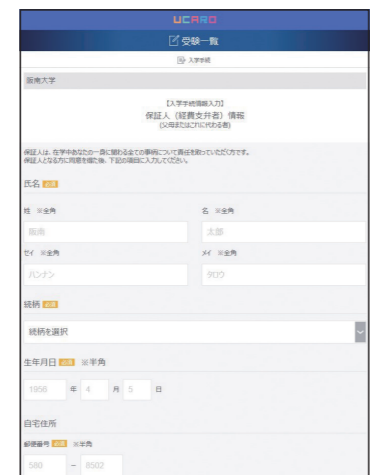 UCARO
受験一覧
入学手続
阪南大学
【入学手続情報入力】
保証人（経費支弁者）情報
(父母またはこれに代わる者)
保証人は、在学中あなたの一身に関わる全ての事柄について責任を取っていただく方です。
保証人となる方に同意を得た後、下記の項目に入力してください。
氏名 必須
姓 ※全角 名 ※全角
阪南 太郎
セイ ※全角 メイ ※全角
ハンナン タロウ
続柄 必須
続柄を選択
生年月日 必須 ※半角
1956 年 4 月 5 日
自宅住所
郵便番号 必須 ※半角
580 － 8502